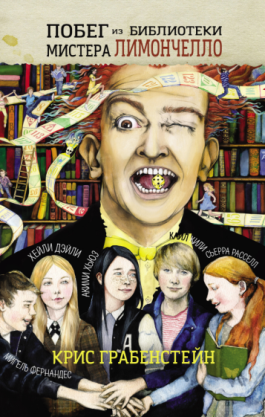 ПОБЕГ ИЗ БИБЛИОТЕКИ
МИСТЕРА ЛИМОНЧЕЛЛО
ХЕЙЛИ ДЭЙЛИ
АКИМИ ХЬЮЗ
КАЙЛ КИЛИ
СЬЕРРА РАССЕЛЛ
МИГЕЛЬ ФЕРНАНДЕС
КРИС ГРАБЕНСТЕЙН